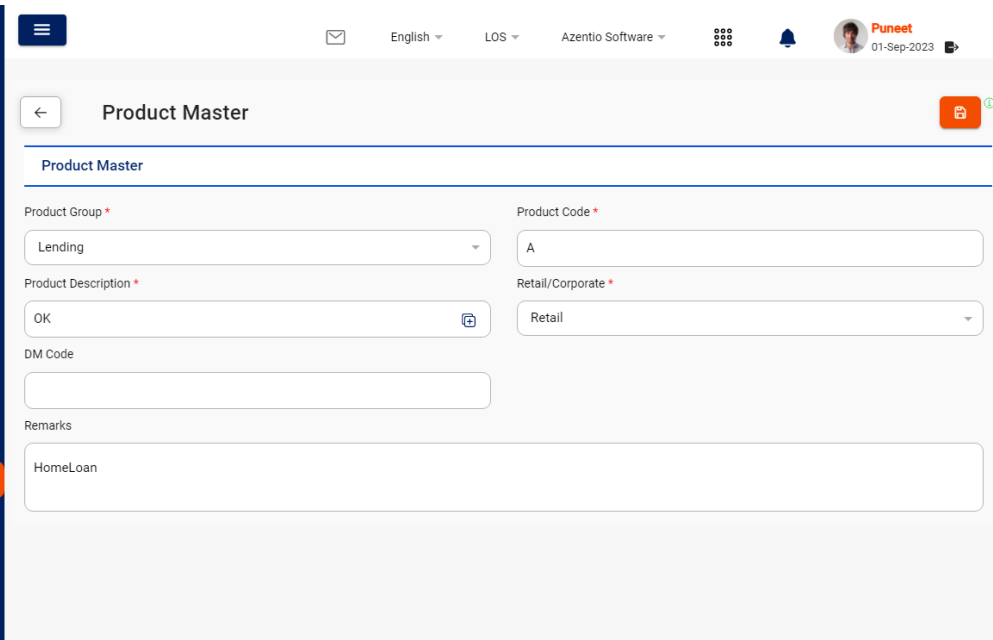 English LOS Azentio Software Puneet
01-Sep-2023
Product Master
Product Master
Product Group * Product Code *
Lending A
Product Description * Retail/Corporate *
OK Retail
DM Code
Remarks
HomeLoan